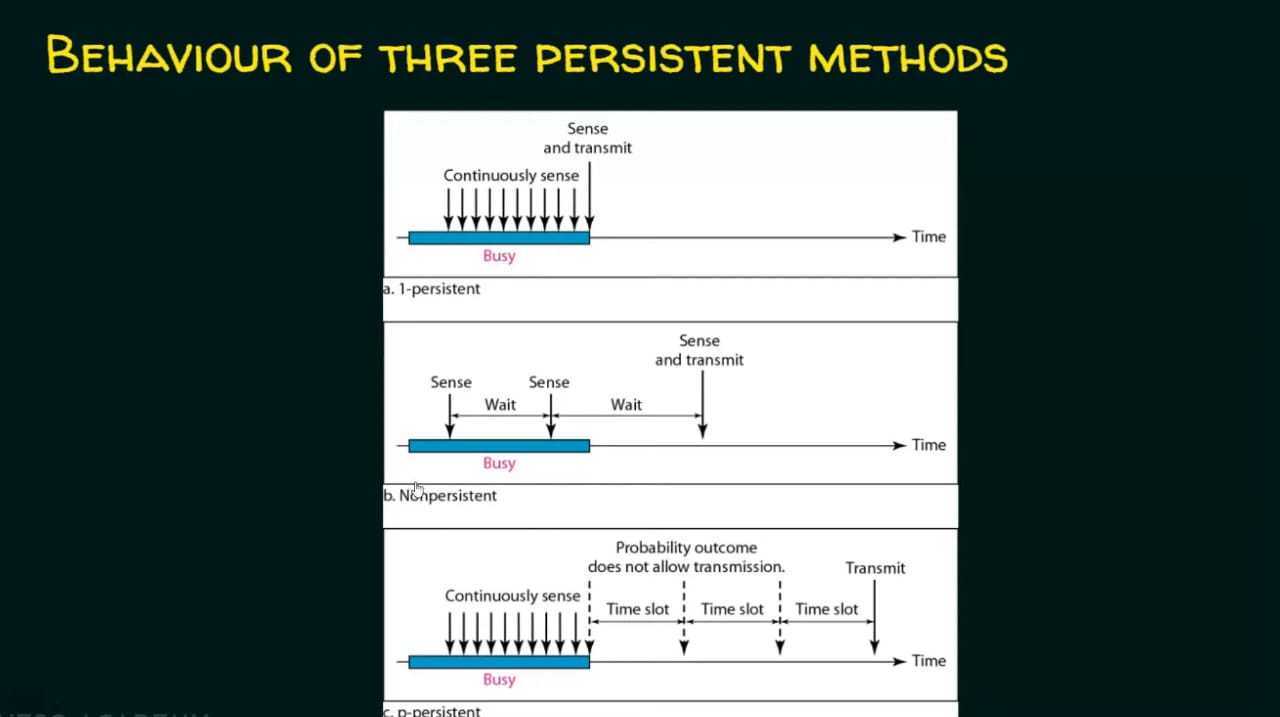 BEHAVIOUR OF THREE PERSISTENT METHODS
Sense
and transmit
Continuously sense
Time
Busy
a. 1-persistent
Sense
and transmit
Sense
Sense
Wait
Wait
Time
Busy
b. Nonpersistent
Probability outcome
does not allow transmission.
Transmit
Continuously sense
Time slot
Time slot
Time slot
Time
Busy
c. p-persistent